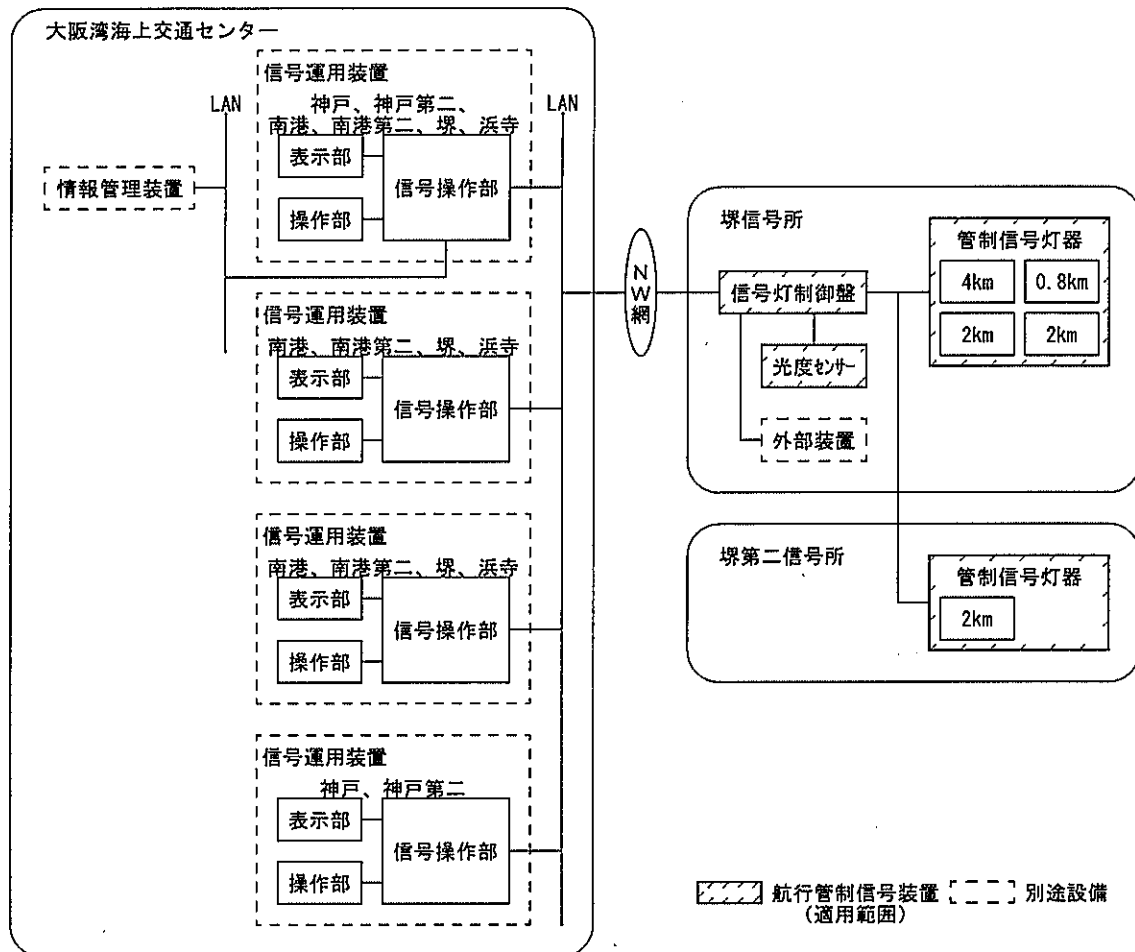 大阪湾海上交通センター
LAN
情報管理装置
信号運用装置
神戸、神戸第二、
南港、南港第二、堺、浜寺
表示部
操作部
信号操作部
LAN
信号運用装置
南港、南港第二、堺、浜寺
表示部
操作部
信号操作部
信号運用装置
南港、南港第二、堺、浜寺
表示部
操作部
信号操作部
信号運用装置
神戸、神戸第二
表示部
操作部
信号操作部
NW網
堺信号所
信号灯制御盤
光度センサー
外部装置
管制信号灯器
4km
0.8km
2km
2km
堺第二信号所
管制信号灯器
2km
航行管制信号装置
(適用範囲)
別途設備